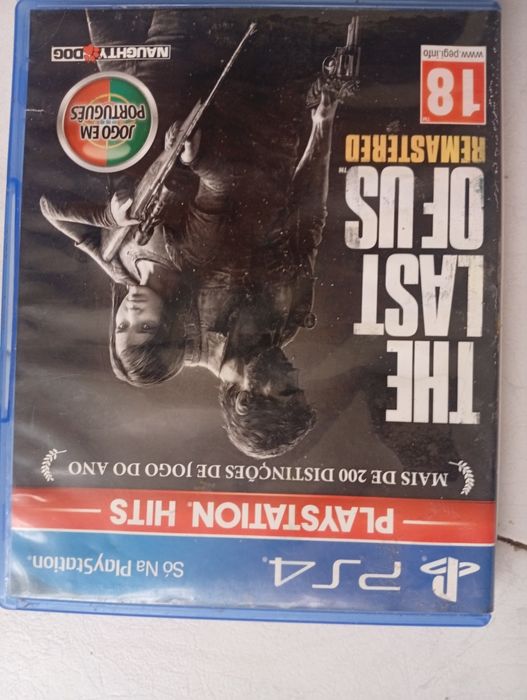 PS4
Só Na PlayStation®
PLAYSTATION® HITS
MAIS DE 200 DISTINÇÕES DE JOGO DO ANO
THE
LAST
OF US™
REMASTERED
JOGO EM
PORTUGUÊS
18
www.pegi.info
NAUGHTY DOG